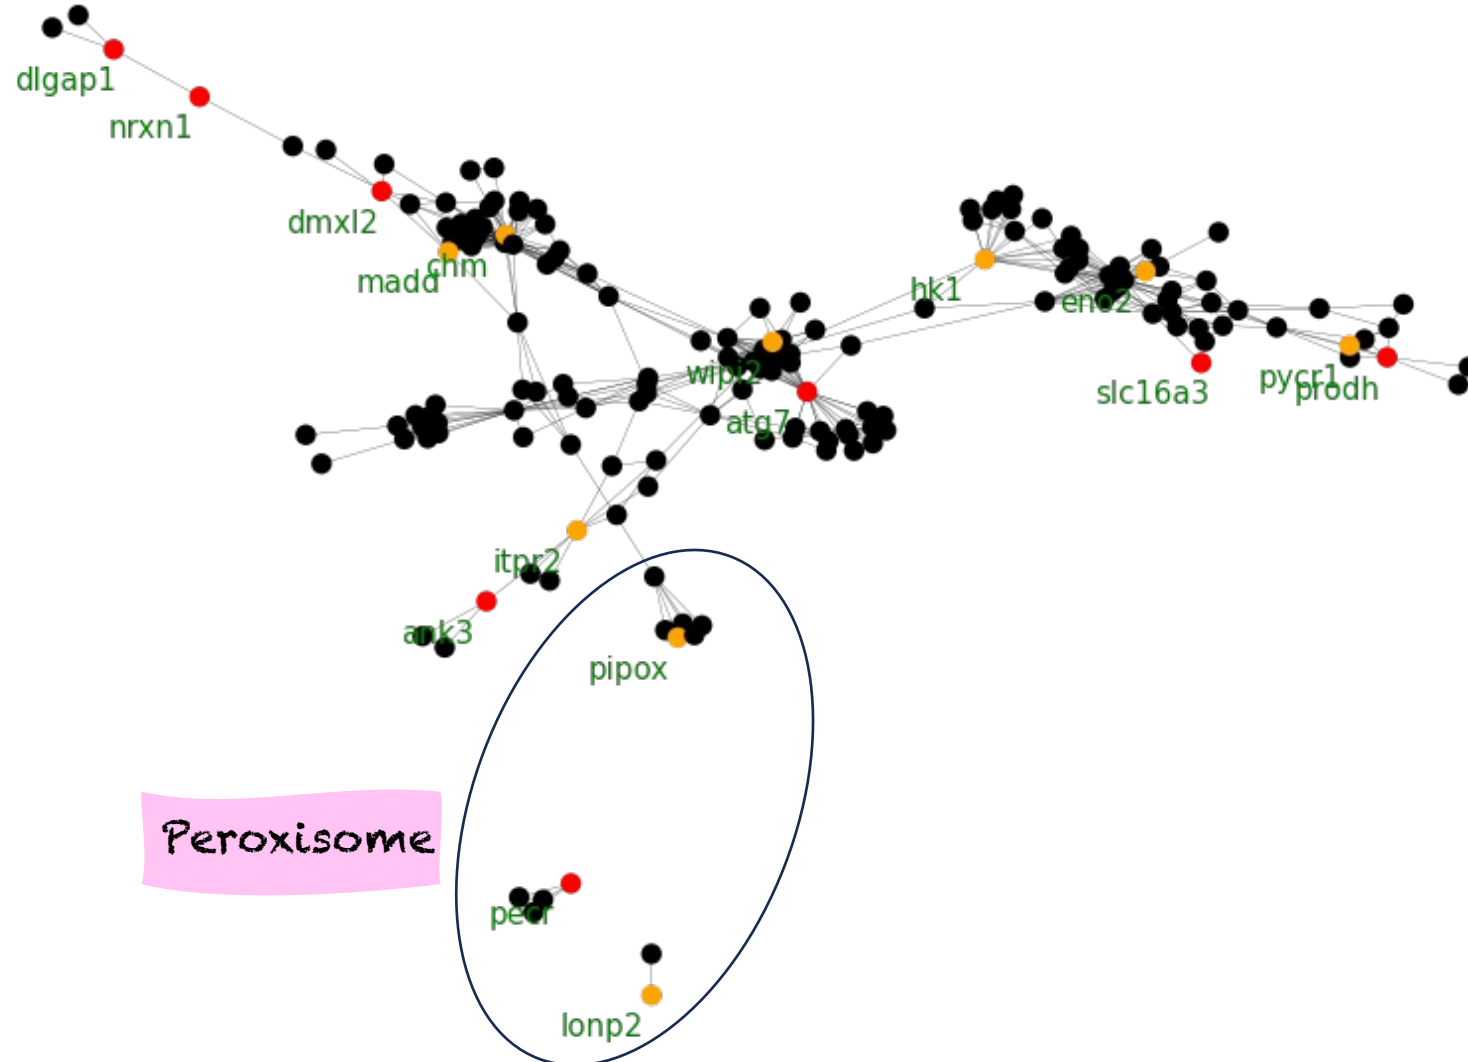 dlgap1
nrxn1
dmxl2
chm
madd
hk1
eno2
wipi2
slc16a3
pycr1
prodh
atg7
itpr2
ank3
pipox
Peroxisome
pecr
lonp2